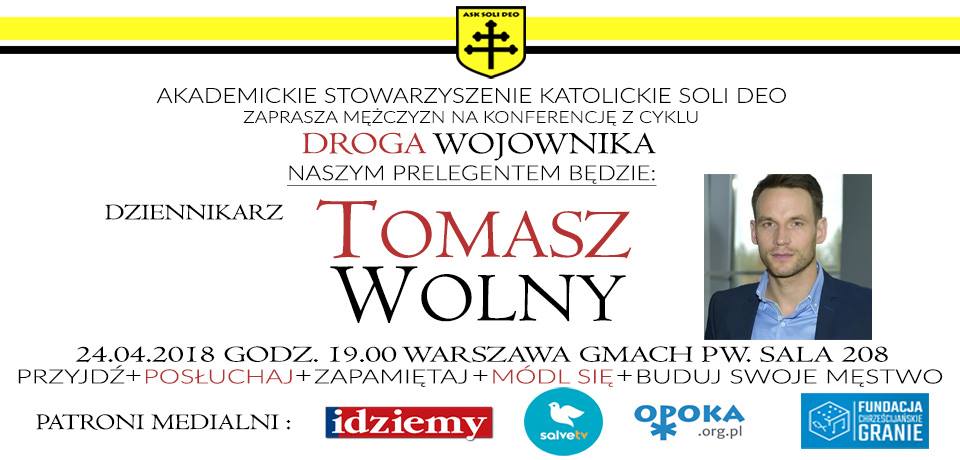 ASK SOLI DEO
AKADEMICKIE STOWARZYSZENIE KATOLICKIE SOLI DEO
ZAPRASZA MĘŻCZYZN NA KONFERENCJĘ Z CYKLU
DROGA WOJOWNIKA
NASZYM PRELEGENTEM BĘDZIE:
DZIENNIKARZ
TOMASZ
WOLNY
24.04.2018 GODZ. 19.00 WARSZAWA GMACH PW. SALA 208
PRZYJDŹ+POSŁUCHAJ+ZAPAMIĘTAJ+MÓDL SIĘ+BUDUJ SWOJE MĘSTWO
PATRONI MEDIALNI :
idziemy
salvetv
OPOKA
.org.pl
FUNDACJA
CHRZEŚCIJAŃSKIE
GRANIE